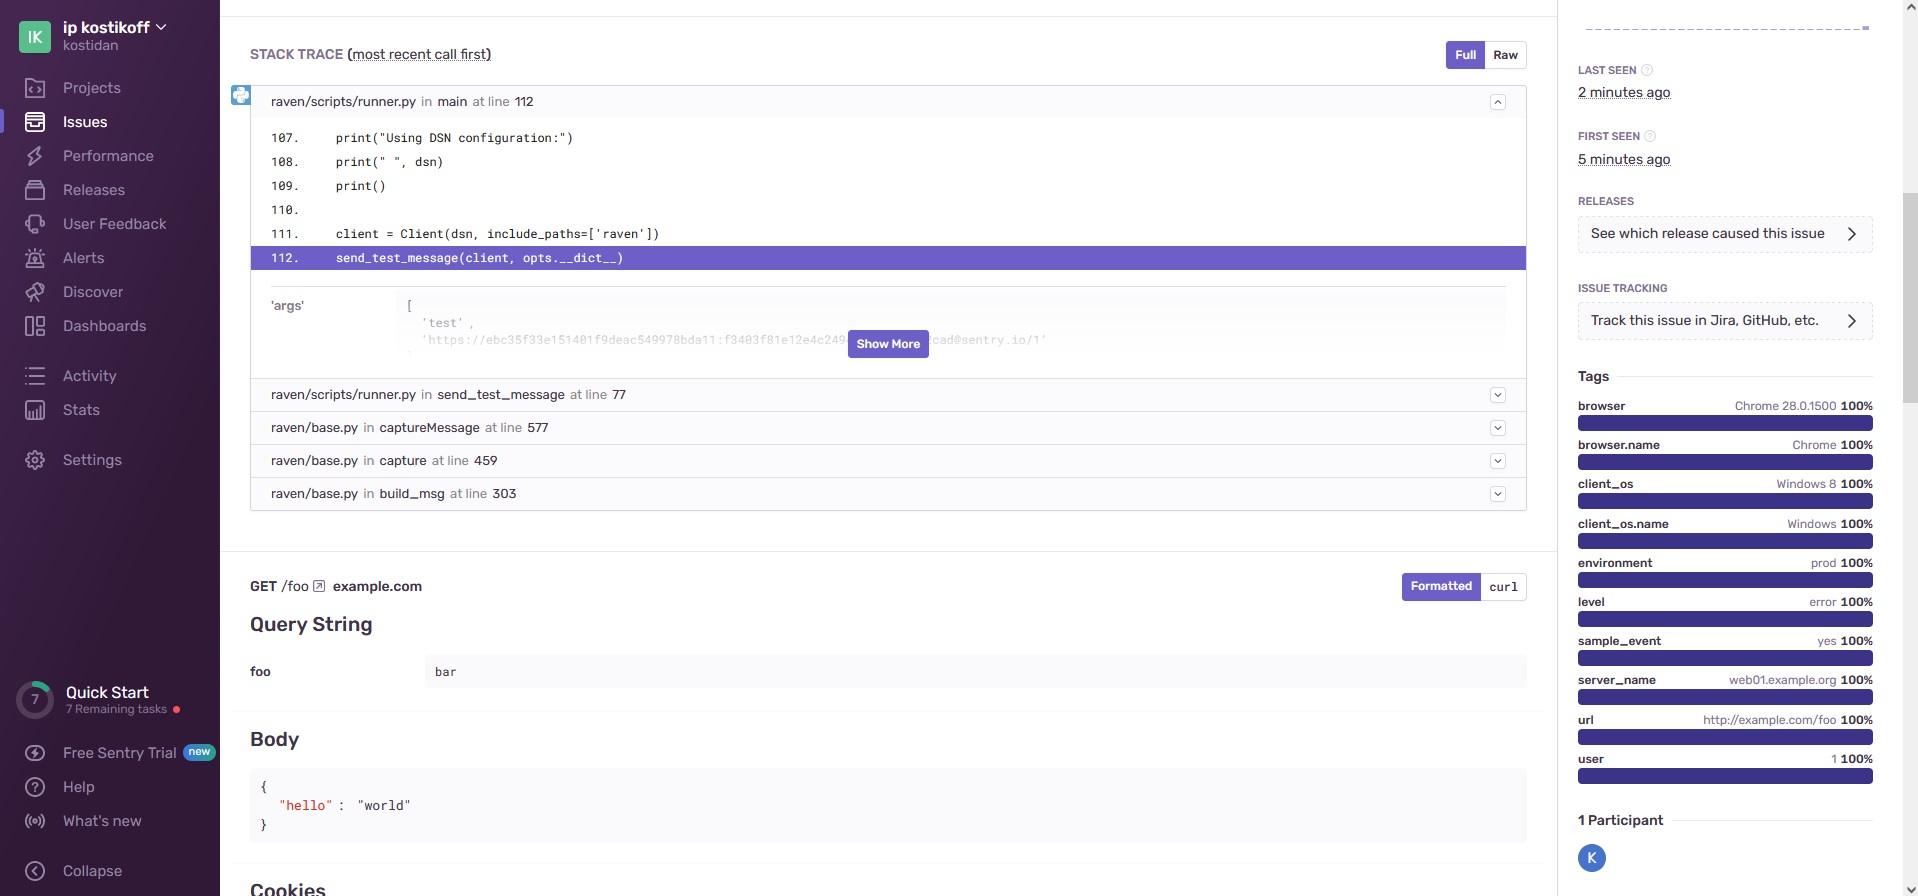 IK
ip kostikoff
kostidan
Projects
Issues
Performance
Releases
User Feedback
Alerts
Discover
Dashboards
Activity
Stats
Settings
7
Quick Start
7 Remaining tasks
Free Sentry Trial new
Help
What's new
Collapse
STACK TRACE (most recent call first)
Full Raw
raven/scripts/runner.py in main at line 112
107. print("Using DSN configuration:")
108. print(" ", dsn)
109. print()
110.
111. client = Client(dsn, include_paths=['raven'])
112. send_test_message(client, opts.__dict__)
'args'
[
'test',
'https://ebc35f33e151401f9deac549978bda11:f3403f81e12e4c249 cad@sentry.io/1'
Show More
raven/scripts/runner.py in send_test_message at line 77
raven/base.py in captureMessage at line 577
raven/base.py in capture at line 459
raven/base.py in build_msg at line 303
GET /foo example.com
Formatted curl
Query String
foo bar
Body
{
"hello": "world"
}
Cookies
LAST SEEN ?
2 minutes ago
FIRST SEEN ?
5 minutes ago
RELEASES
See which release caused this issue
ISSUE TRACKING
Track this issue in Jira, GitHub, etc.
Tags
browser Chrome 28.0.1500 100%
browser.name Chrome 100%
client_os Windows 8 100%
client_os.name Windows 100%
environment prod 100%
level error 100%
sample_event yes 100%
server_name web01.example.org 100%
url http://example.com/foo 100%
user 1 100%
1 Participant
K